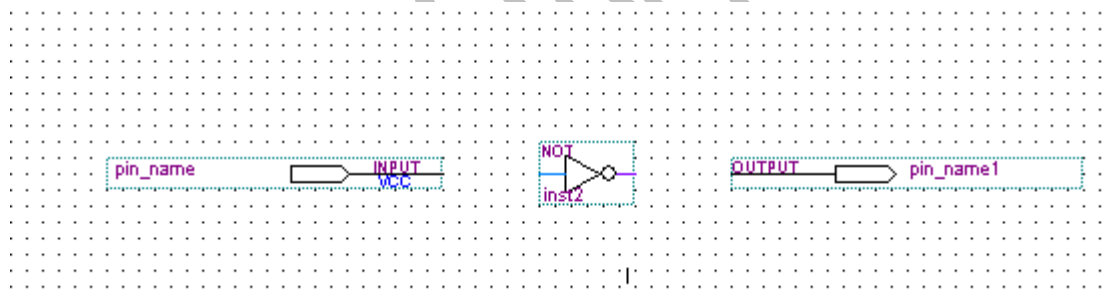 NOT
pin_name
INPUT
VCC
OUTPUT
pin_name1
inst2